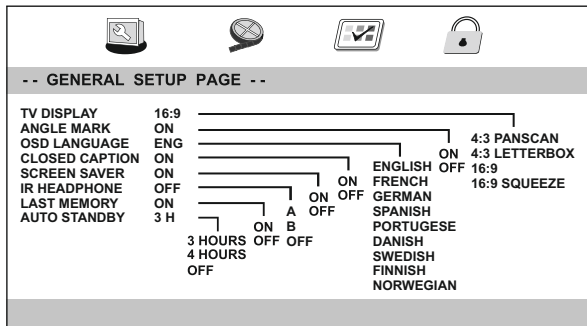 -- GENERAL SETUP PAGE --
TV DISPLAY 16:9
ANGLE MARK ON
OSD LANGUAGE ENG
CLOSED CAPTION ON
SCREEN SAVER ON
IR HEADPHONE OFF
LAST MEMORY ON
AUTO STANDBY 3 H
3 HOURS
4 HOURS
OFF
ON
OFF
A
B
OFF
ON
OFF
ON
OFF
ENGLISH
FRENCH
GERMAN
SPANISH
PORTUGESE
DANISH
SWEDISH
FINNISH
NORWEGIAN
ON
OFF
4:3 PANSCAN
4:3 LETTERBOX
16:9
16:9 SQUEEZE